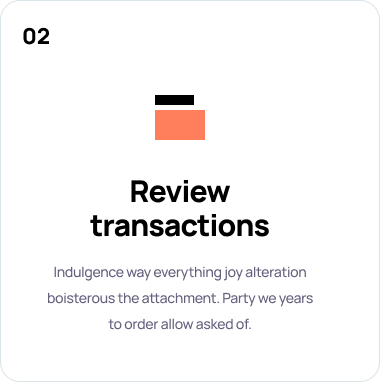 02
Review
transactions
Indulgence way everything joy alteration
boisterous the attachment. Party we years
to order allow asked of.